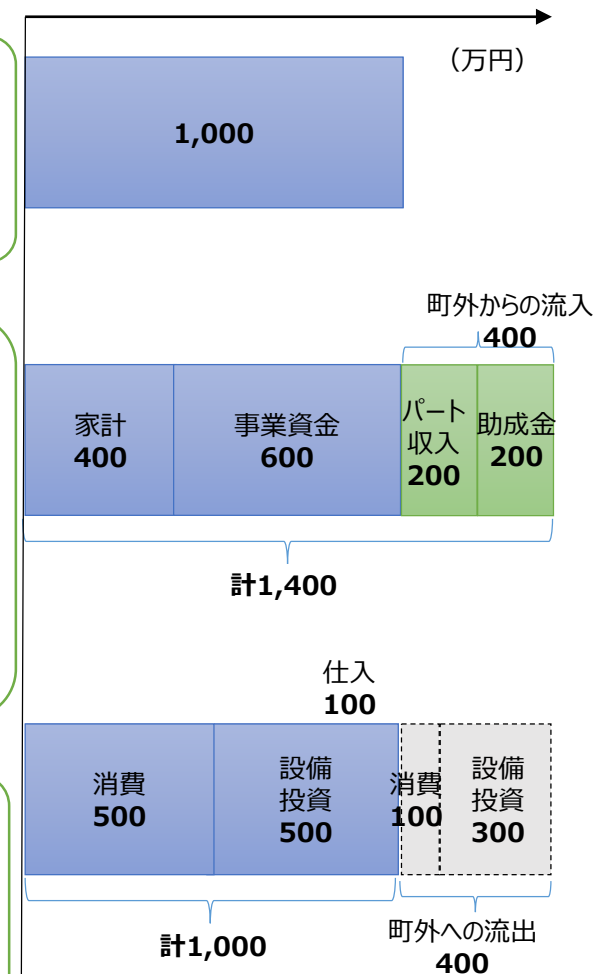 （万円）
1,000
町外からの流入
400
家計
400
事業資金
600
パート
収入
200
助成金
200
計1,400
仕入
100
消費
500
設備
投資
500
消費
100
設備
投資
300
計1,000
町外への流出
400